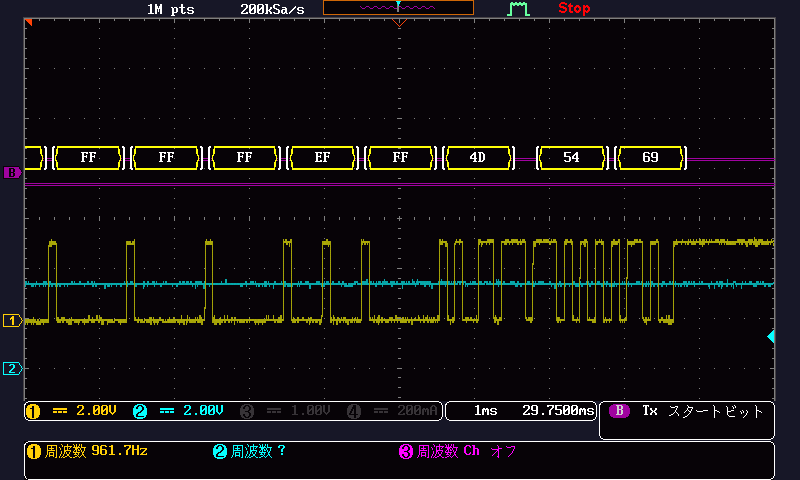 1M pts 200kSa/s Stop
FF FF FF EF FF 4D 54 69
B
1
2
1 2.00V 2 2.00V 3 1.00V 4 200mA 1ms 29.7500ms B Tx スタートビット
1 周波数 961.7Hz 2 周波数 ? 3 周波数 Ch オフ